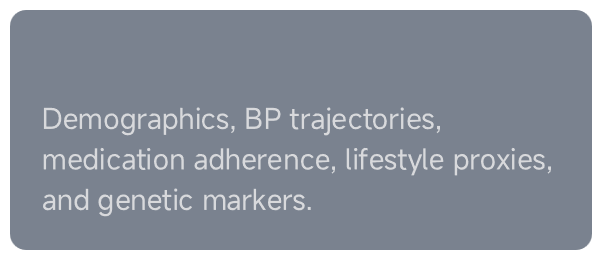 Demographics, BP trajectories,
medication adherence, lifestyle proxies,
and genetic markers.